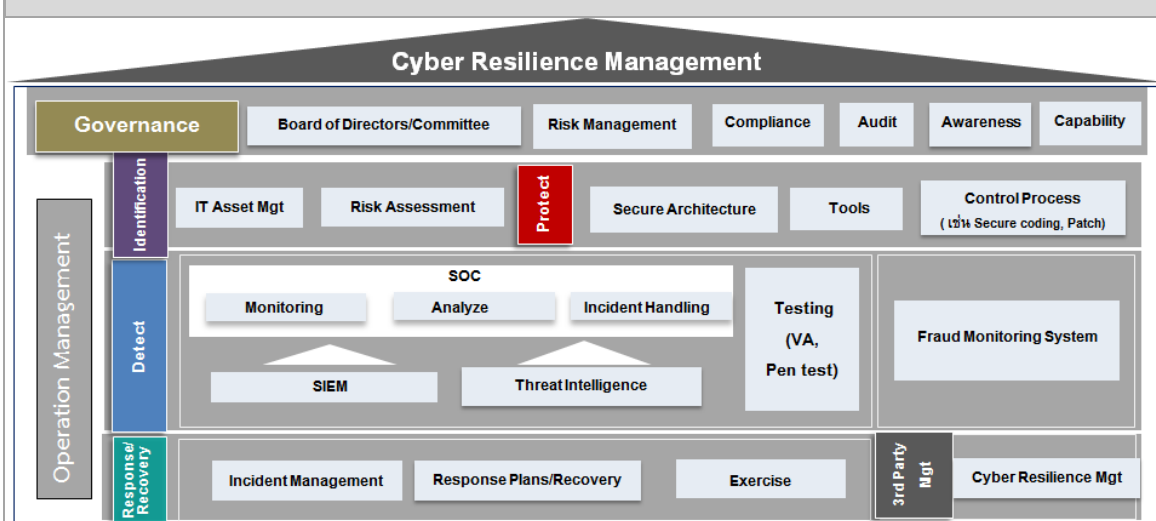 Cyber Resilience Management
Governance
Board of Directors/Committee
Risk Management
Compliance
Audit
Awareness
Capability
Operation Management
Identification
IT Asset Mgt
Risk Assessment
Protect
Secure Architecture
Tools
Control Process
( เช่น Secure coding, Patch)
Detect
SOC
Monitoring
Analyze
Incident Handling
SIEM
Threat Intelligence
Testing
(VA,
Pen test)
Fraud Monitoring System
Response/
Recovery
Incident Management
Response Plans/Recovery
Exercise
3rd Party
Mgt
Cyber Resilience Mgt